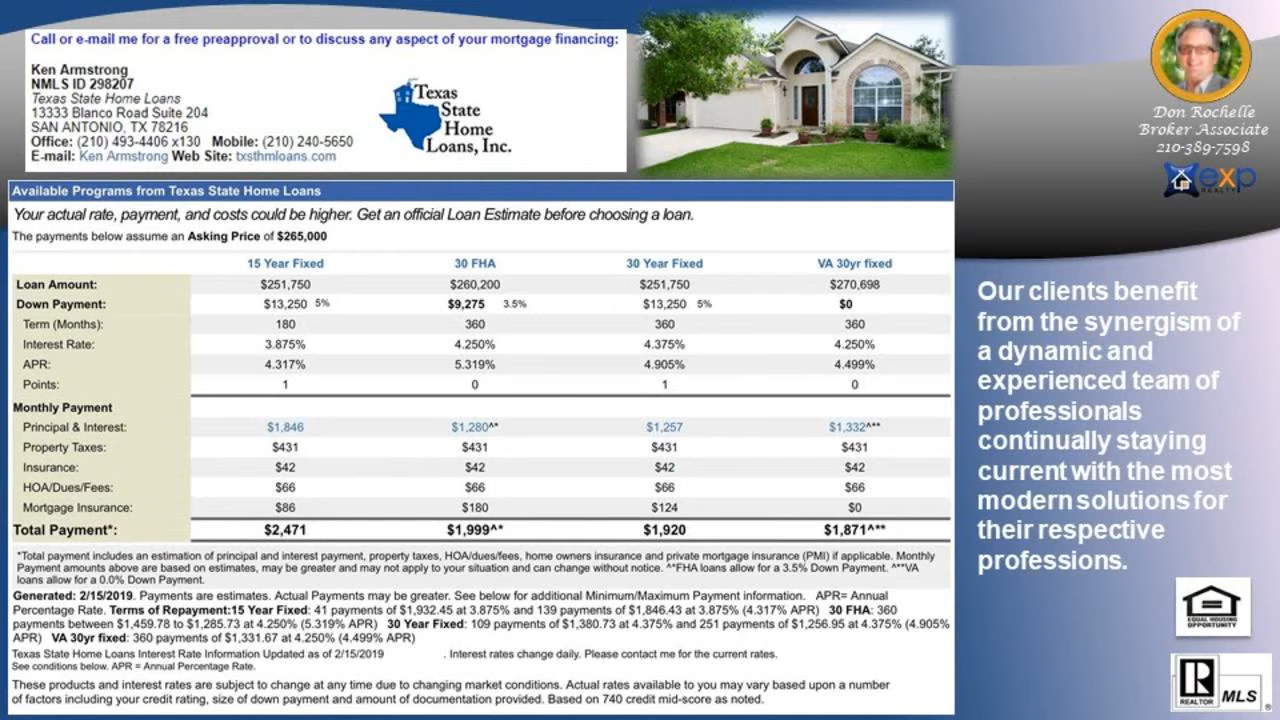 Call or e-mail me for a free preapproval or to discuss any aspect of your mortgage financing:
Ken Armstrong
NMLS ID 298207
Texas State Home Loans
13333 Blanco Road Suite 204
SAN ANTONIO, TX 78216
Office: (210) 493-4406 x130 Mobile: (210) 240-5650
E-mail: Ken Armstrong Web Site: txsthmloans.com
Texas
State
Home
Loans, Inc.
Don Rochelle
Broker Associate
210-389-7598
exp
REALTY
Available Programs from Texas State Home Loans
Your actual rate, payment, and costs could be higher. Get an official Loan Estimate before choosing a loan.
The payments below assume an Asking Price of $265,000
15 Year Fixed 30 FHA 30 Year Fixed VA 30yr fixed
Loan Amount: $251,750 $260,200 $251,750 $270,698
Down Payment: $13,250 5% $9,275 3.5% $13,250 5% $0
Term (Months): 180 360 360 360
Interest Rate: 3.875% 4.250% 4.375% 4.250%
APR: 4.317% 5.319% 4.905% 4.499%
Points: 1 0 1 0
Monthly Payment
Principal & Interest: $1,846 $1,280^* $1,257 $1,332^**
Property Taxes: $431 $431 $431 $431
Insurance: $42 $42 $42 $42
HOA/Dues/Fees: $66 $66 $66 $66
Mortgage Insurance: $86 $180 $124 $0
Total Payment*: $2,471 $1,999^* $1,920 $1,871^**
*Total payment includes an estimation of principal and interest payment, property taxes, HOA/dues/fees, home owners insurance and private mortgage insurance (PMI) if applicable. Monthly
Payment amounts above are based on estimates, may be greater and may not apply to your situation and can change without notice. ^*FHA loans allow for a 3.5% Down Payment. ^**VA
loans allow for a 0.0% Down Payment.
Generated: 2/15/2019. Payments are estimates. Actual Payments may be greater. See below for additional Minimum/Maximum Payment information. APR= Annual
Percentage Rate. Terms of Repayment:15 Year Fixed: 41 payments of $1,932.45 at 3.875% and 139 payments of $1,846.43 at 3.875% (4.317% APR) 30 FHA: 360
payments between $1,459.78 to $1,285.73 at 4.250% (5.319% APR) 30 Year Fixed: 109 payments of $1,380.73 at 4.375% and 251 payments of $1,256.95 at 4.375% (4.905%
APR) VA 30yr fixed: 360 payments of $1,331.67 at 4.250% (4.499% APR)
Texas State Home Loans Interest Rate Information Updated as of 2/15/2019 . Interest rates change daily. Please contact me for the current rates.
See conditions below. APR = Annual Percentage Rate.
These products and interest rates are subject to change at any time due to changing market conditions. Actual rates available to you may vary based upon a number
of factors including your credit rating, size of down payment and amount of documentation provided. Based on 740 credit mid-score as noted.
Our clients benefit
from the synergism of
a dynamic and
experienced team of
professionals
continually staying
current with the most
modern solutions for
their respective
professions.
EQUAL HOUSING
OPPORTUNITY
R
REALTOR
MLS
®